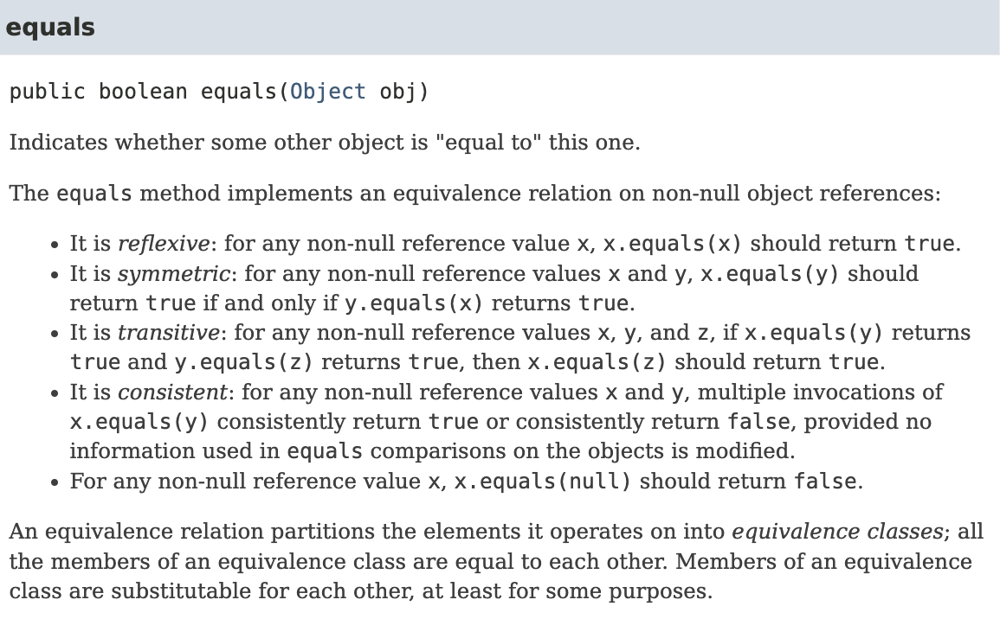 equals
public boolean equals(Object obj)
Indicates whether some other object is "equal to" this one.
The equals method implements an equivalence relation on non-null object references:
• It is reflexive: for any non-null reference value x, x.equals(x) should return true.
• It is symmetric: for any non-null reference values x and y, x.equals(y) should
return true if and only if y.equals(x) returns true.
• It is transitive: for any non-null reference values x, y, and z, if x.equals(y) returns
true and y.equals(z) returns true, then x.equals(z) should return true.
• It is consistent: for any non-null reference values x and y, multiple invocations of
x.equals(y) consistently return true or consistently return false, provided no
information used in equals comparisons on the objects is modified.
• For any non-null reference value x, x.equals(null) should return false.
An equivalence relation partitions the elements it operates on into equivalence classes; all
the members of an equivalence class are equal to each other. Members of an equivalence
class are substitutable for each other, at least for some purposes.